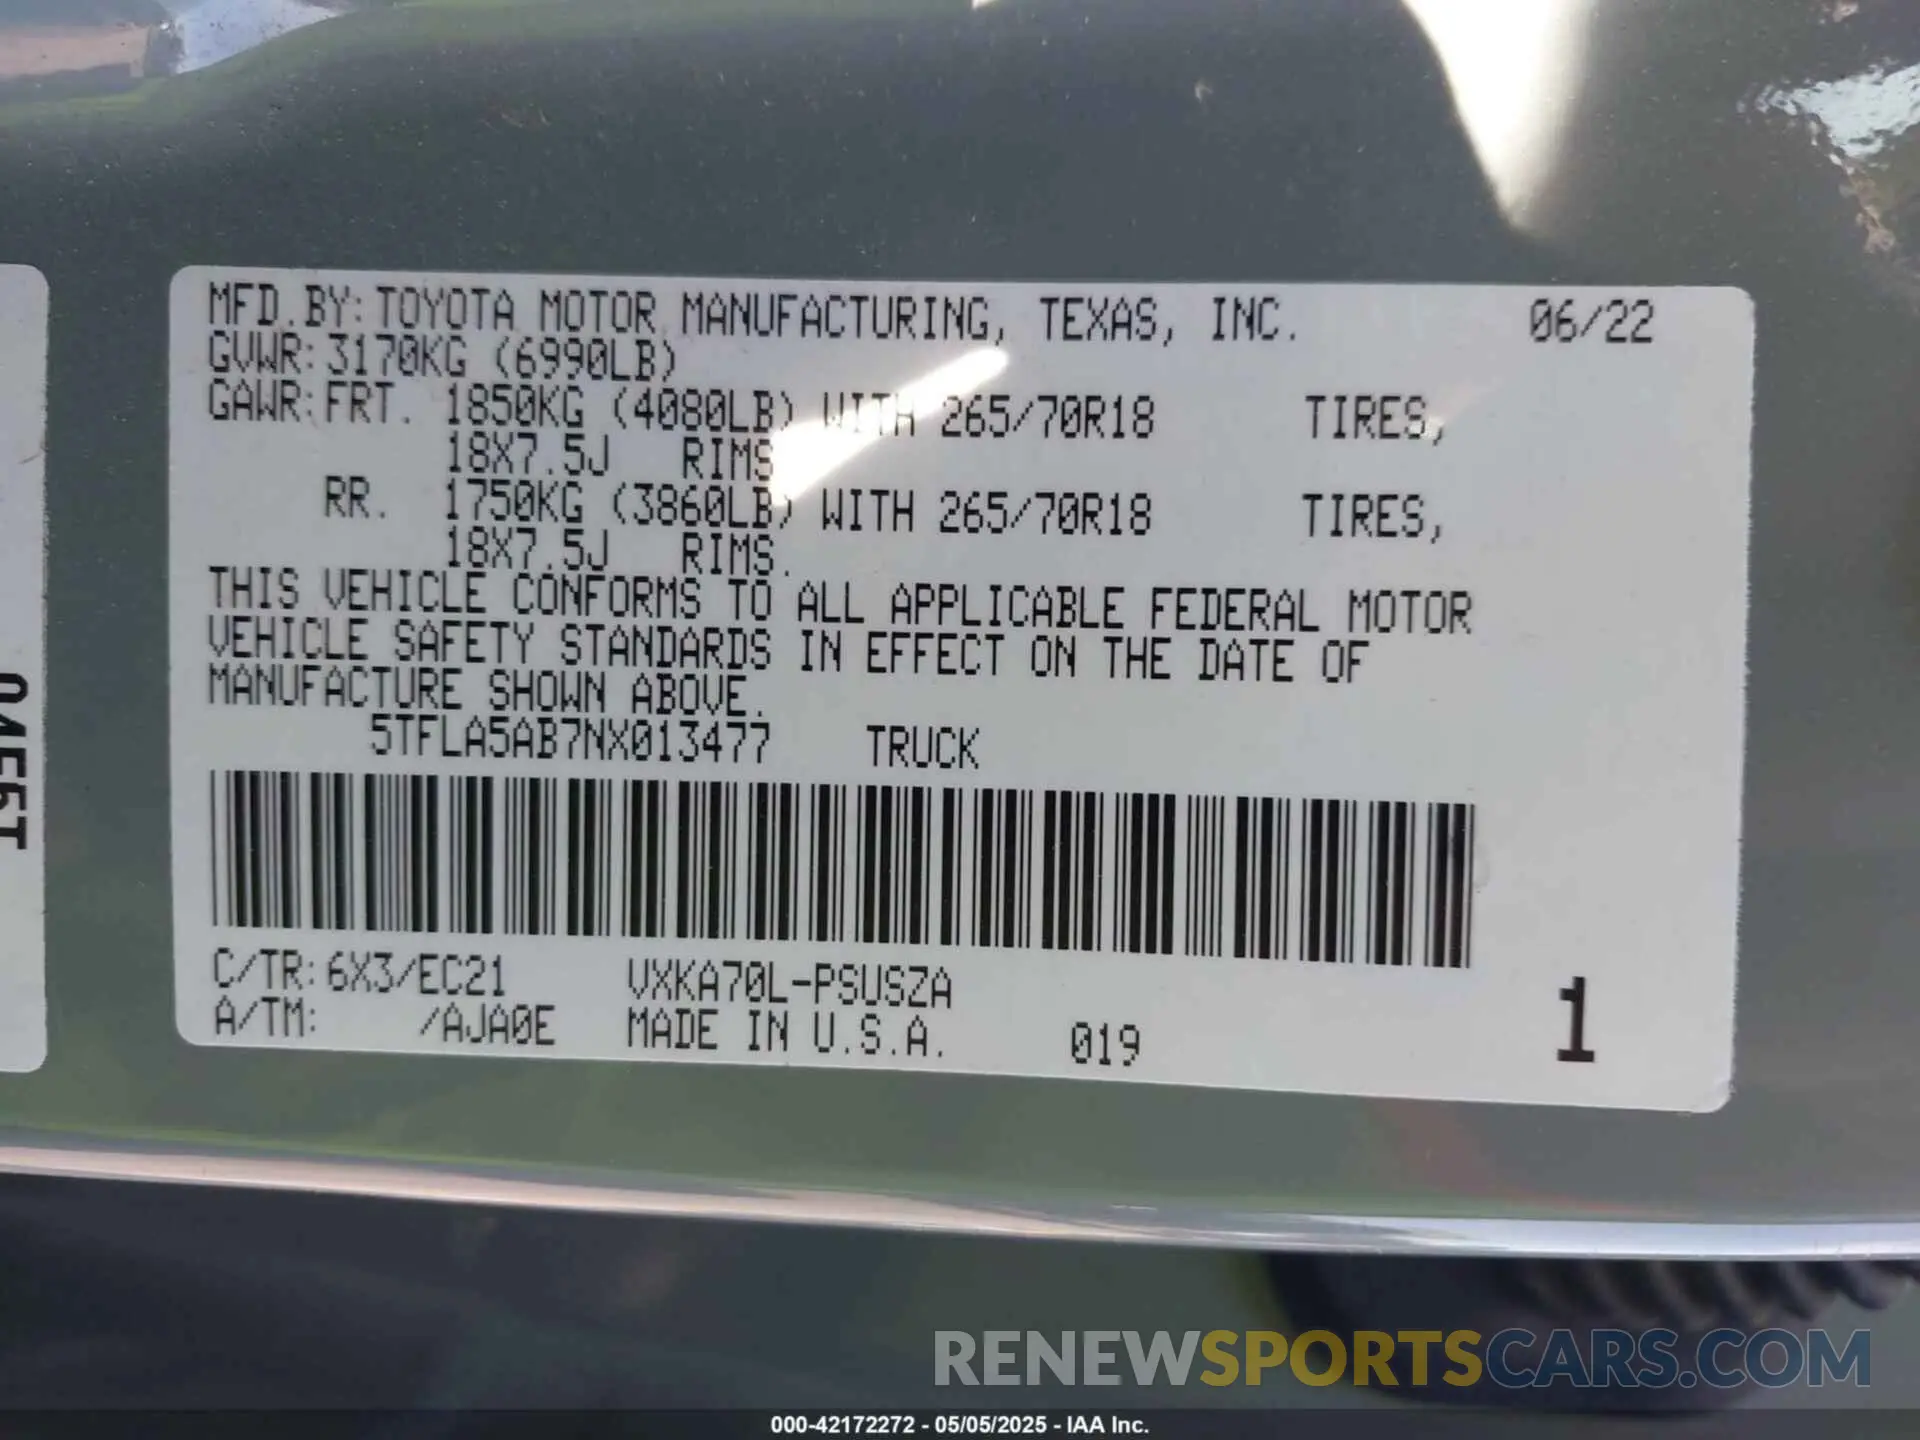 MFD.BY: TOYOTA MOTOR MANUFACTURING, TEXAS, INC. 06/22
GVWR: 3170KG (6990LB)
GAWR: FRT. 1850KG (4080LB) WITH 265/70R18 TIRES,
18X7.5J RIMS
RR. 1750KG (3860LB) WITH 265/70R18 TIRES,
18X7.5J RIMS.
THIS VEHICLE CONFORMS TO ALL APPLICABLE FEDERAL MOTOR
VEHICLE SAFETY STANDARDS IN EFFECT ON THE DATE OF
MANUFACTURE SHOWN ABOVE.
5TFLA5AB7NX013477 TRUCK
C/TR: 6X3/EC21 VXKA70L-PSUSZA
A/TM: /AJA0E MADE IN U.S.A. 019 1
RENEWSPORTSCARS.COM
000-42172272 - 05/05/2025 - IAA Inc.